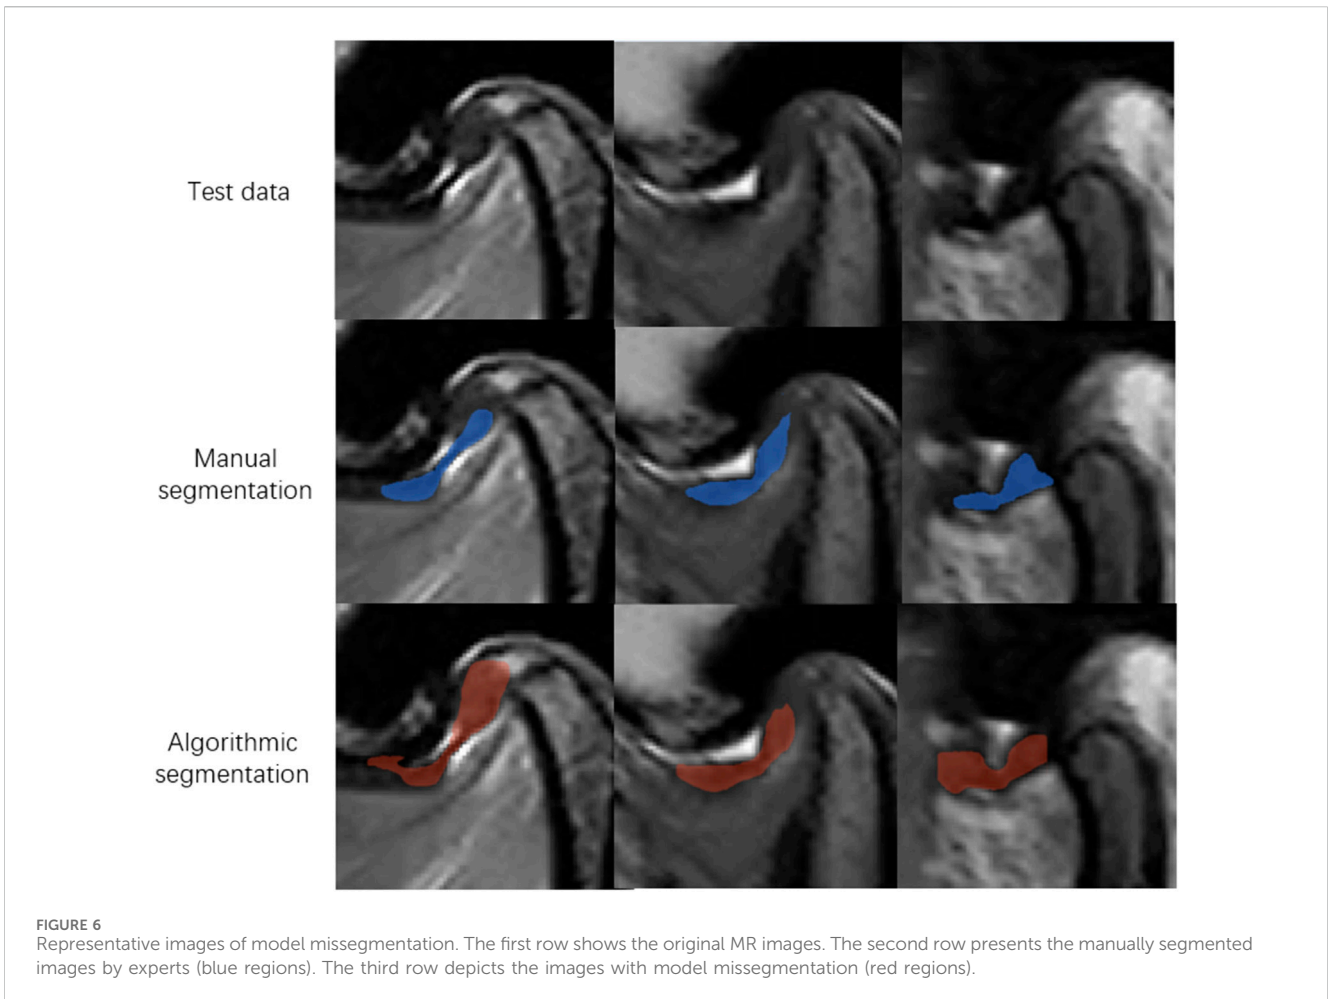 Test data
Manual
segmentation
Algorithmic
segmentation
FIGURE 6
Representative images of model missegmentation. The first row shows the original MR images. The second row presents the manually segmented
images by experts (blue regions). The third row depicts the images with model missegmentation (red regions).